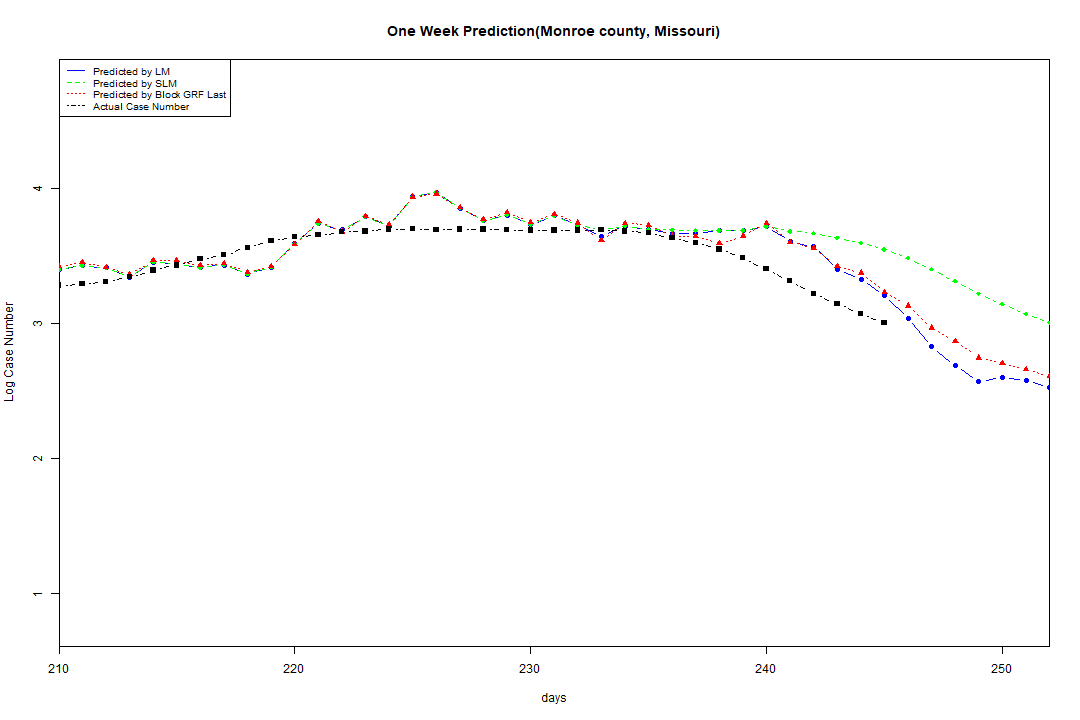 One Week Prediction(Monroe county, Missouri)
Predicted by LM
Predicted by SLM
Predicted by Block GRF Last
Actual Case Number
4
3
2
1
Log Case Number
210 220 230 240 250
days